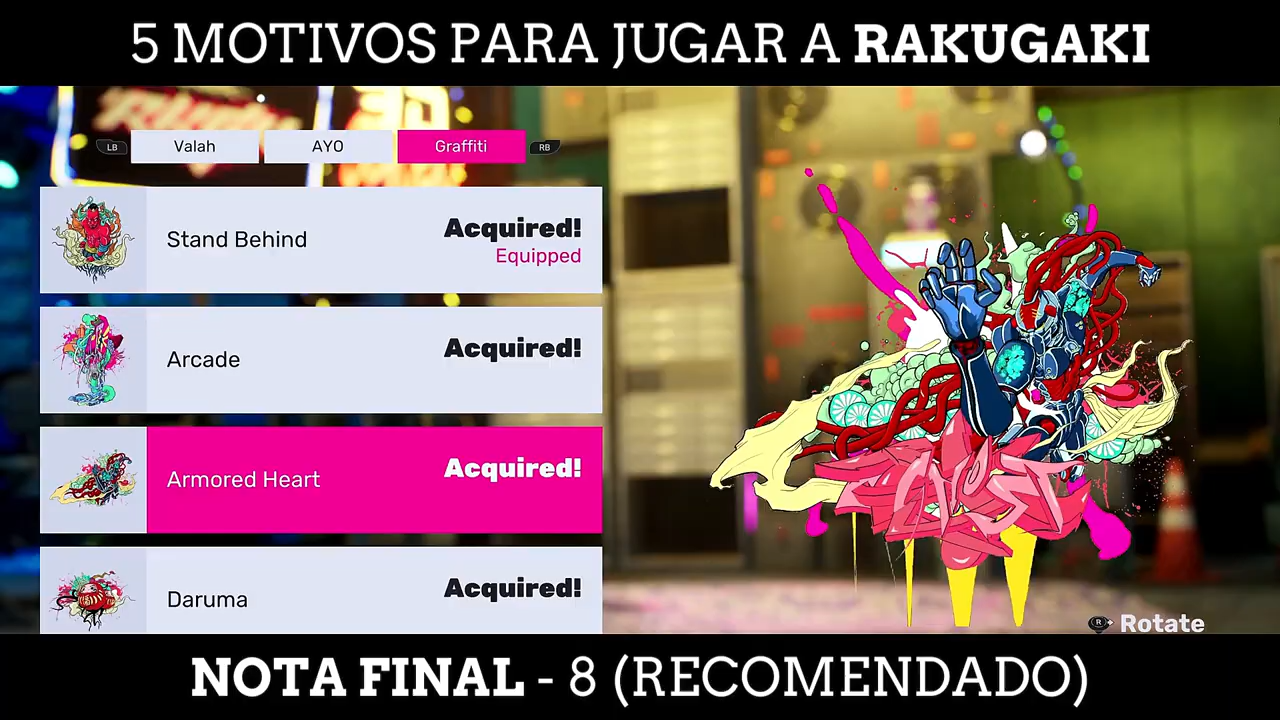 5 MOTIVOS PARA JUGAR A RAKUGAKI
LB Valah AYO Graffiti RB
Stand Behind
Acquired!
Equipped
Arcade
Acquired!
Armored Heart
Acquired!
Daruma
Acquired!
R Rotate
NOTA FINAL - 8 (RECOMENDADO)